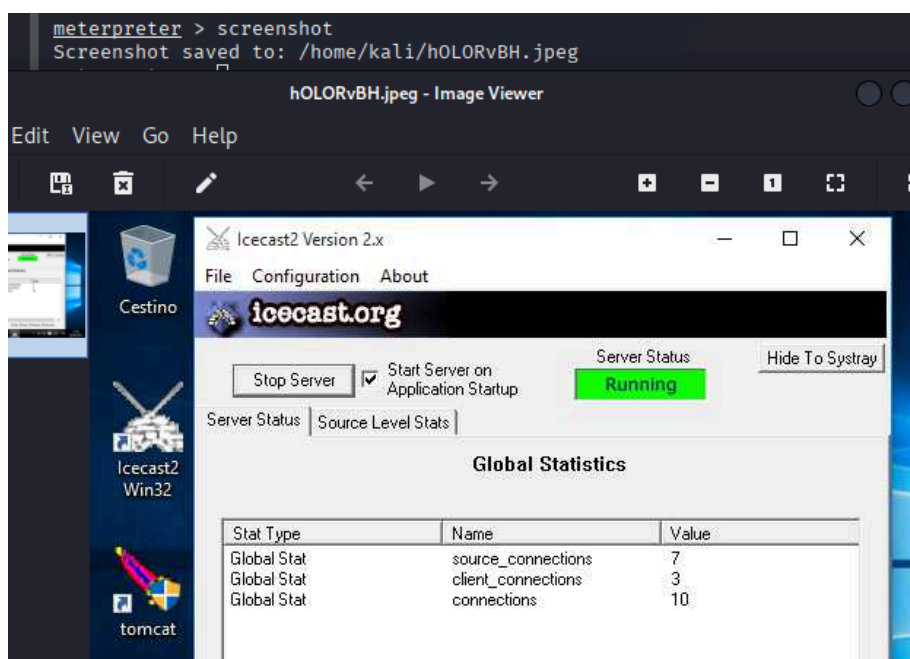 meterpreter > screenshot
Screenshot saved to: /home/kali/hOLORvBH.jpeg
hOLORvBH.jpeg - Image Viewer
Edit View Go Help
Icecast2 Version 2.x
File Configuration About
Cestino
icecast.org
Stop Server
Start Server on
Application Startup
Server Status
Running
Hide To Systray
Server Status Source Level Stats
Icecast2
Win32
Global Statistics
Stat Type Name Value
Global Stat source_connections 7
Global Stat client_connections 3
Global Stat connections 10
tomcat